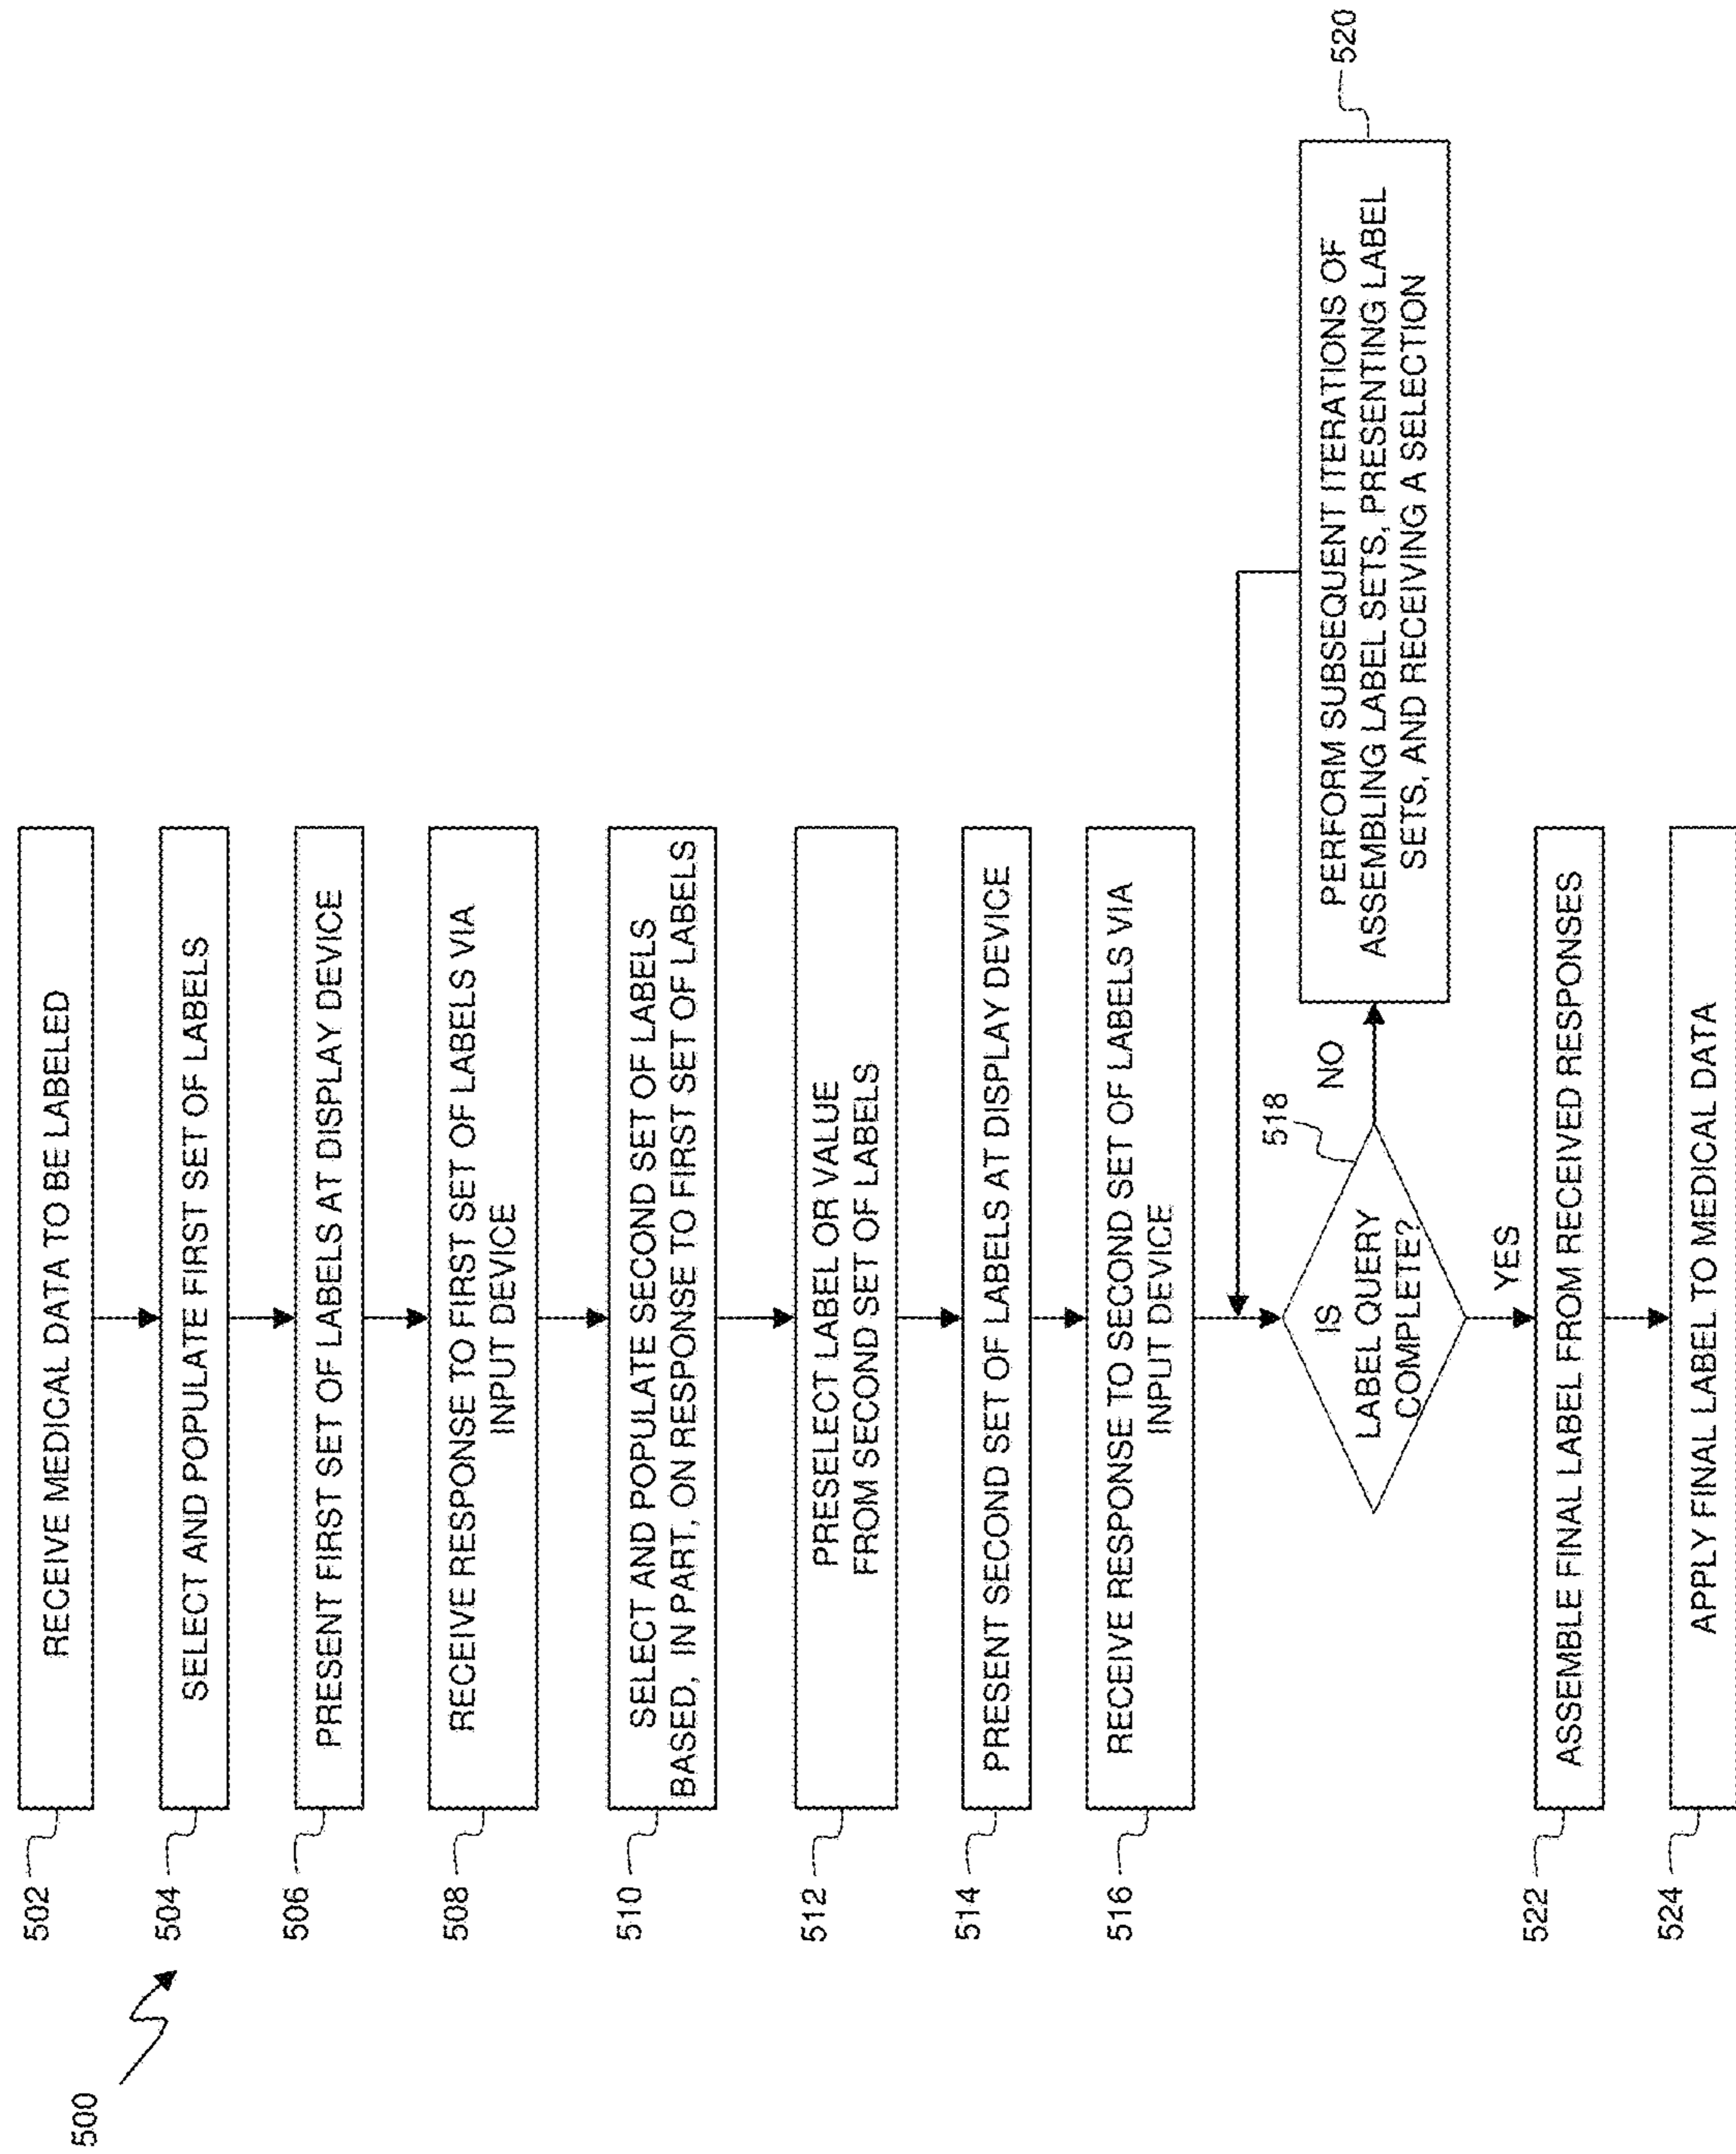 500
502
RECEIVE MEDICAL DATA TO BE LABELED
504
SELECT AND POPULATE FIRST SET OF LABELS
506
PRESENT FIRST SET OF LABELS AT DISPLAY DEVICE
508
RECEIVE RESPONSE TO FIRST SET OF LABELS VIA
INPUT DEVICE
510
SELECT AND POPULATE SECOND SET OF LABELS
BASED, IN PART, ON RESPONSE TO FIRST SET OF LABELS
512
PRESELECT LABEL OR VALUE
FROM SECOND SET OF LABELS
514
PRESENT SECOND SET OF LABELS AT DISPLAY DEVICE
516
RECEIVE RESPONSE TO SECOND SET OF LABELS VIA
INPUT DEVICE
518
IS
LABEL QUERY
COMPLETE?
NO
520
PERFORM SUBSEQUENT ITERATIONS OF
ASSEMBLING LABEL SETS, PRESENTING LABEL
SETS, AND RECEIVING A SELECTION
YES
522
ASSEMBLE FINAL LABEL FROM RECEIVED RESPONSES
524
APPLY FINAL LABEL TO MEDICAL DATA